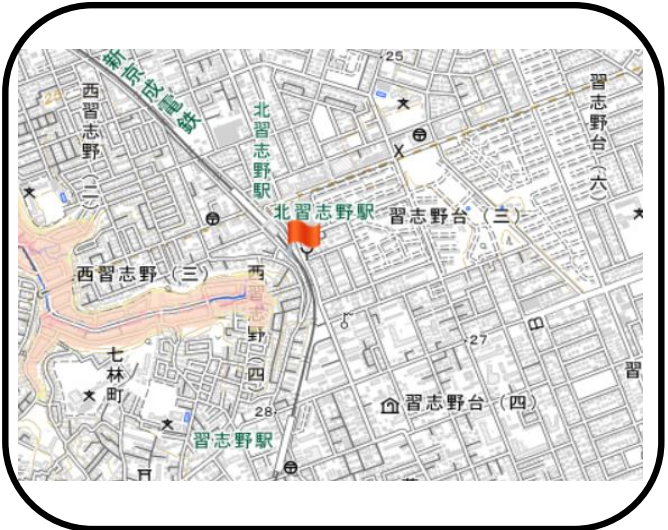 新京成電鉄
25
西習志野（二）
北習志野駅
習志野台（六）
北習志野駅
習志野台（三）
西習志野（三）
西習志野（四）
27
七林町
習
習志野台（四）
28
習志野駅